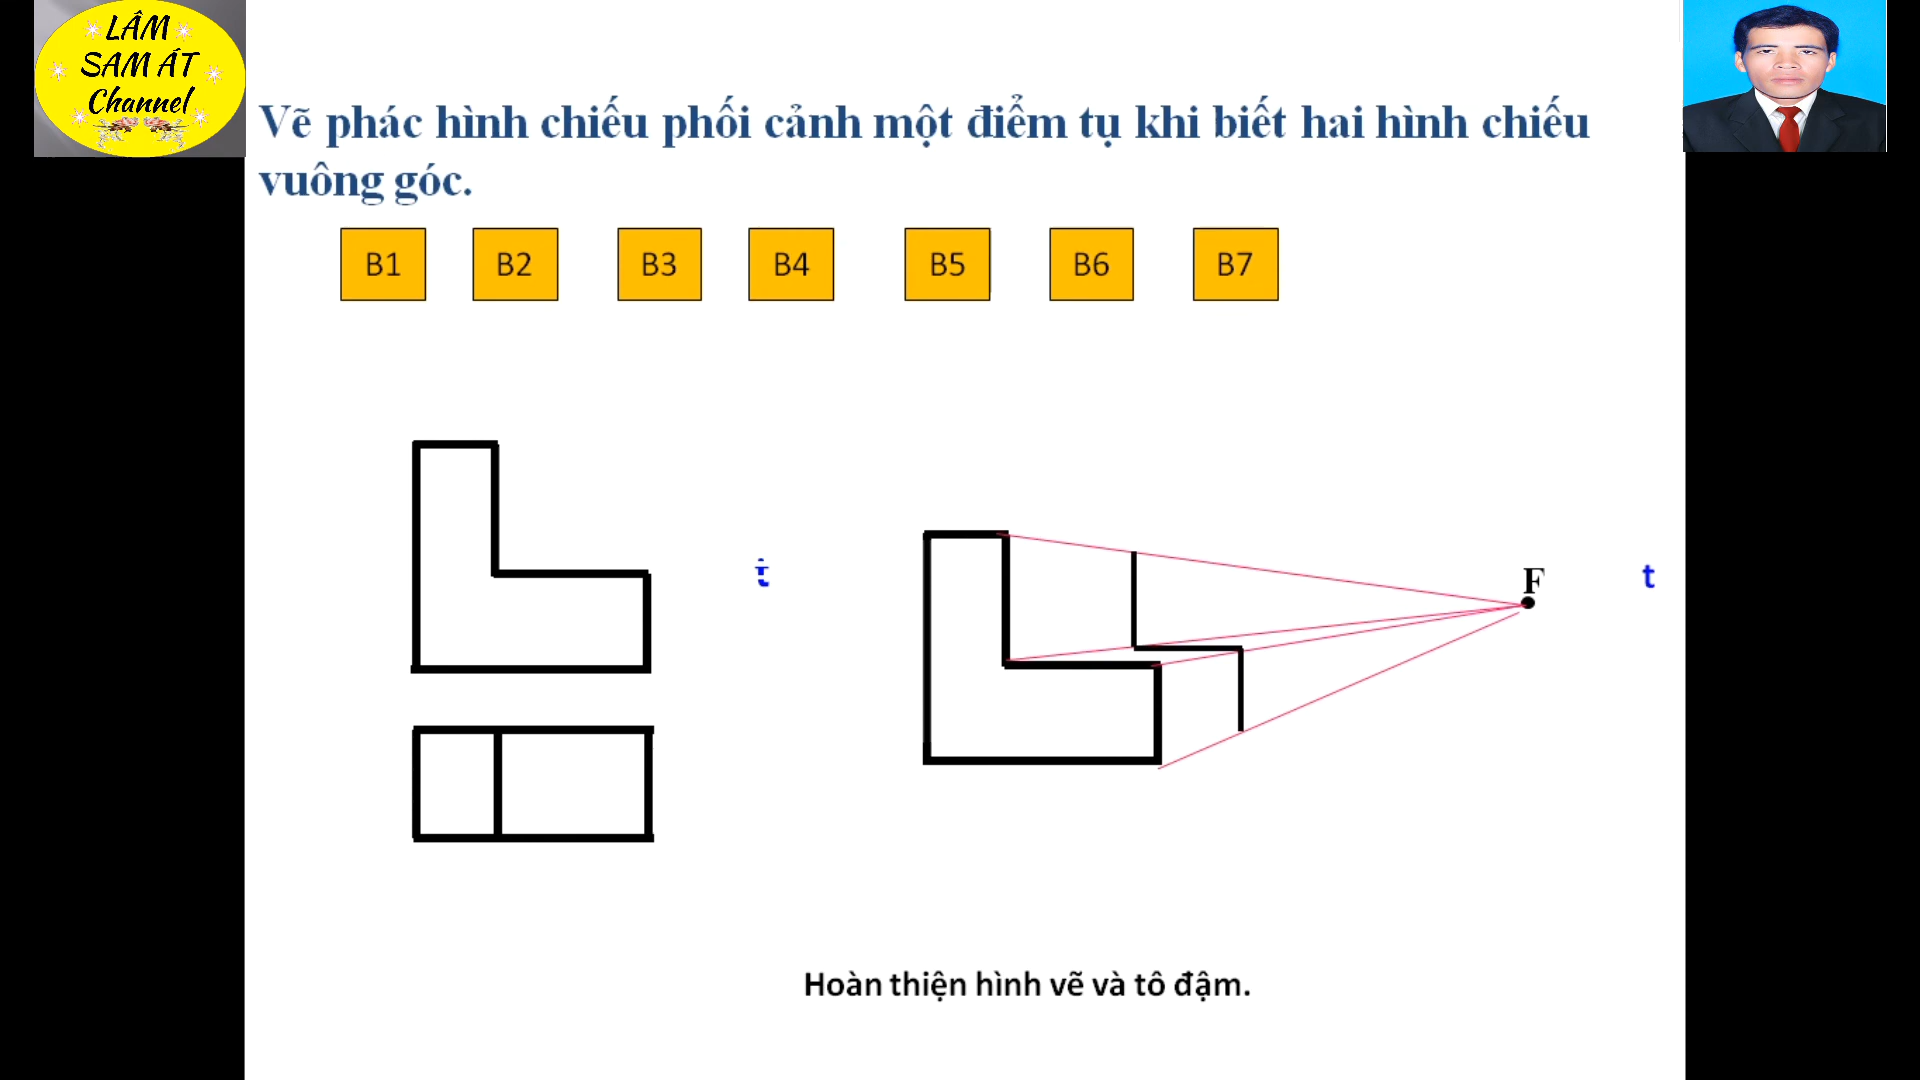 LÂM
SAM ÁT
Channel
Vẽ phác hình chiếu phối cảnh một điểm tụ khi biết hai hình chiếu
vuông góc.
B1 B2 B3 B4 B5 B6 B7
F
t
Hoàn thiện hình vẽ và tô đậm.